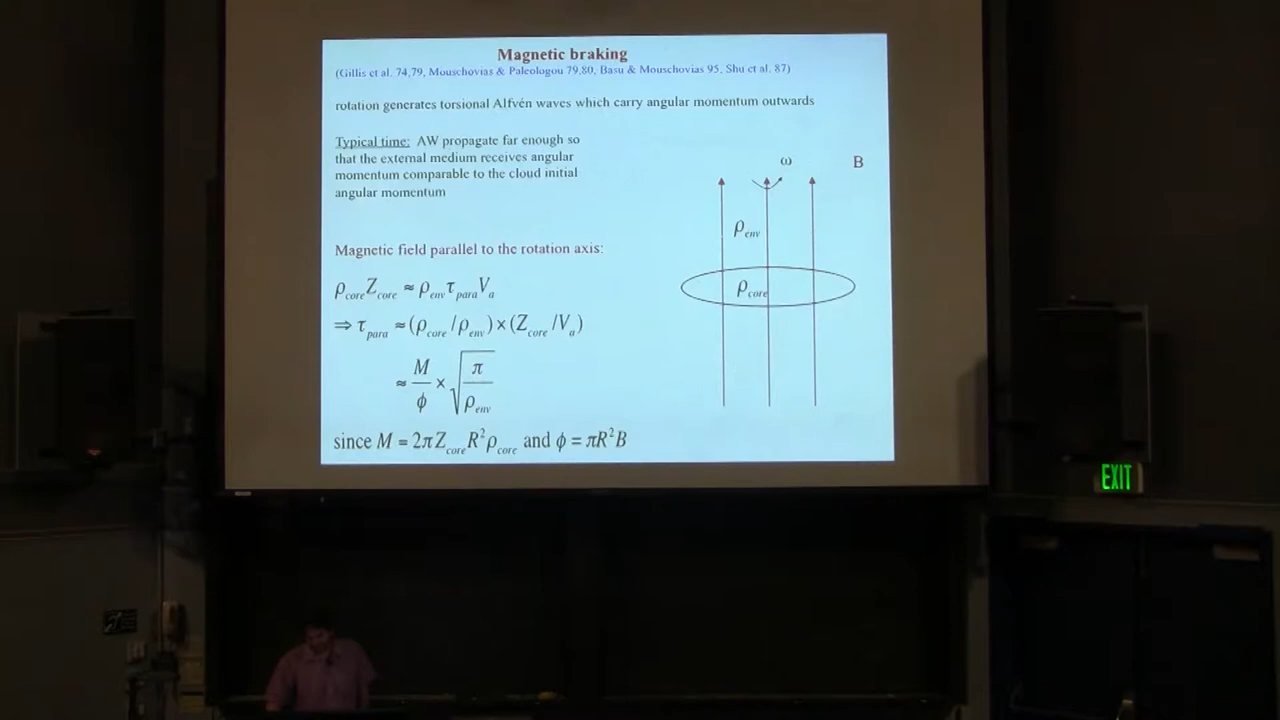 Magnetic braking
(Gillis et al. 74,79, Mouschovias & Paleologou 79,80, Basu & Mouschovias 95, Shu et al. 87)
rotation generates torsional Alfvén waves which carry angular momentum outwards
Typical time: AW propagate far enough so
that the external medium receives angular
momentum comparable to the cloud initial
angular momentum
Magnetic field parallel to the rotation axis:
ρ_core Z_core ≈ ρ_env τ_para V_a
⇒ τ_para ≈ (ρ_core / ρ_env) × (Z_core / V_a)
≈ M/ϕ × √(π/ρ_env)
since M = 2πZ_core R²ρ_core and ϕ = πR²B
ω
B
ρ_env
ρ_core
EXIT